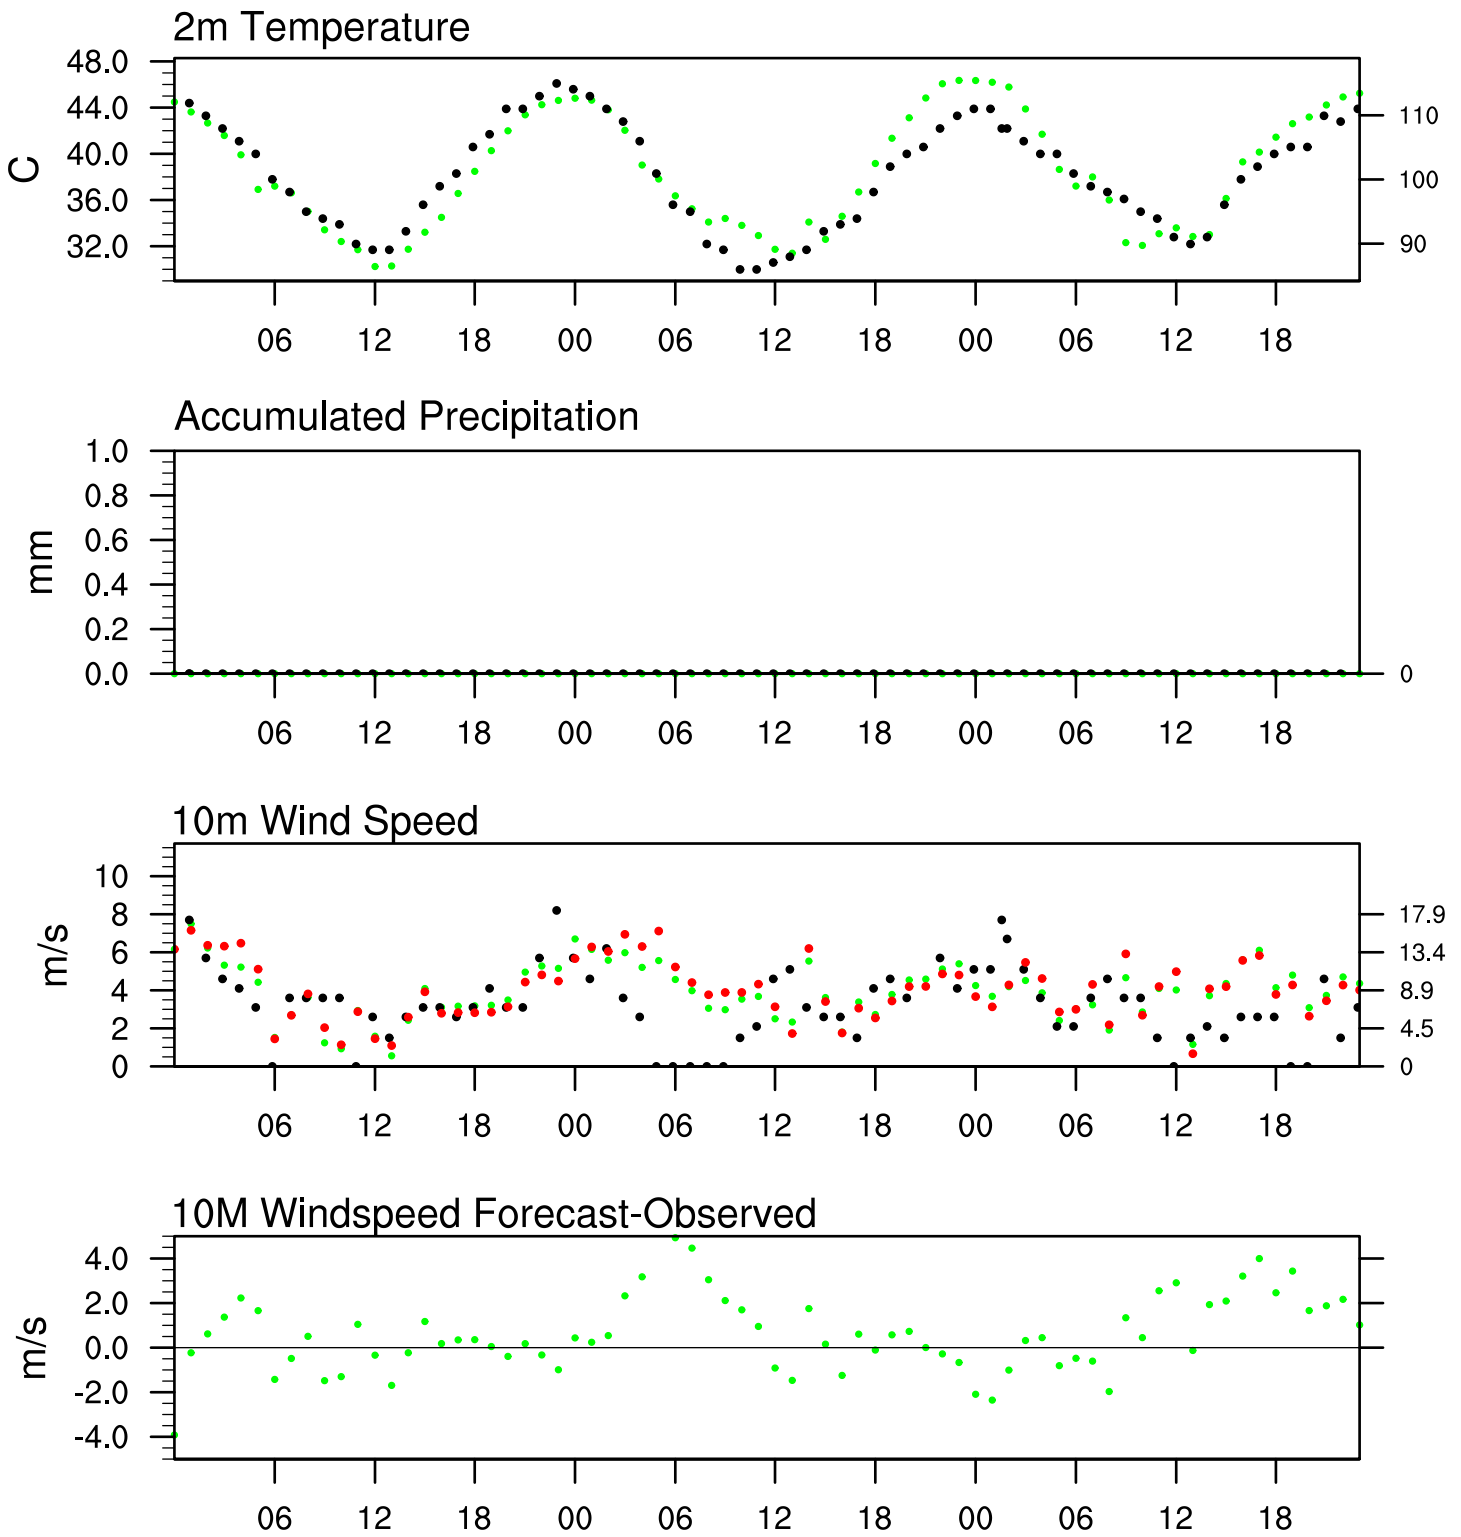 2m Temperature
48.0
44.0
40.0
36.0
32.0
C
110
100
90
06 12 18 00 06 12 18 00 06 12 18
Accumulated Precipitation
1.0
0.8
0.6
0.4
0.2
0.0
mm
0
06 12 18 00 06 12 18 00 06 12 18
10m Wind Speed
10
8
6
4
2
0
m/s
17.9
13.4
8.9
4.5
0
06 12 18 00 06 12 18 00 06 12 18
10M Windspeed Forecast-Observed
4.0
2.0
0.0
-2.0
-4.0
m/s
06 12 18 00 06 12 18 00 06 12 18